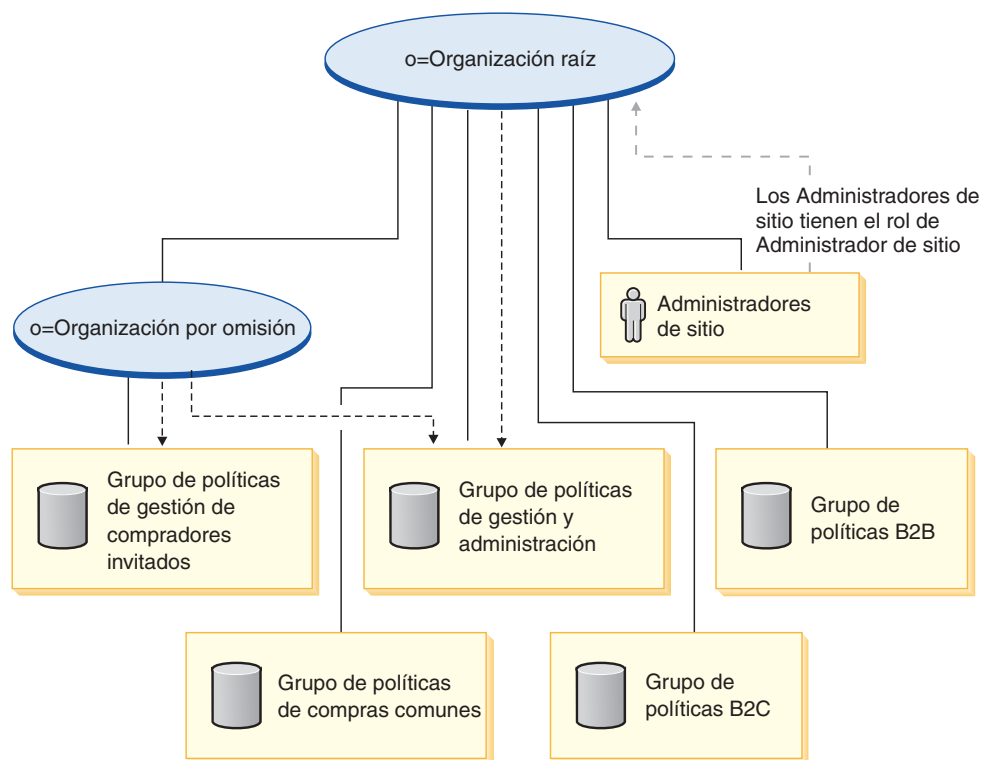 o=Organización raíz
Los Administradores de
sitio tienen el rol de
Administrador de sitio
Administradores
de sitio
o=Organización por omisión
Grupo de políticas
de gestión de
compradores
invitados
Grupo de políticas
de gestión y
administración
Grupo de
políticas B2B
Grupo de políticas
de compras comunes
Grupo de
políticas B2C